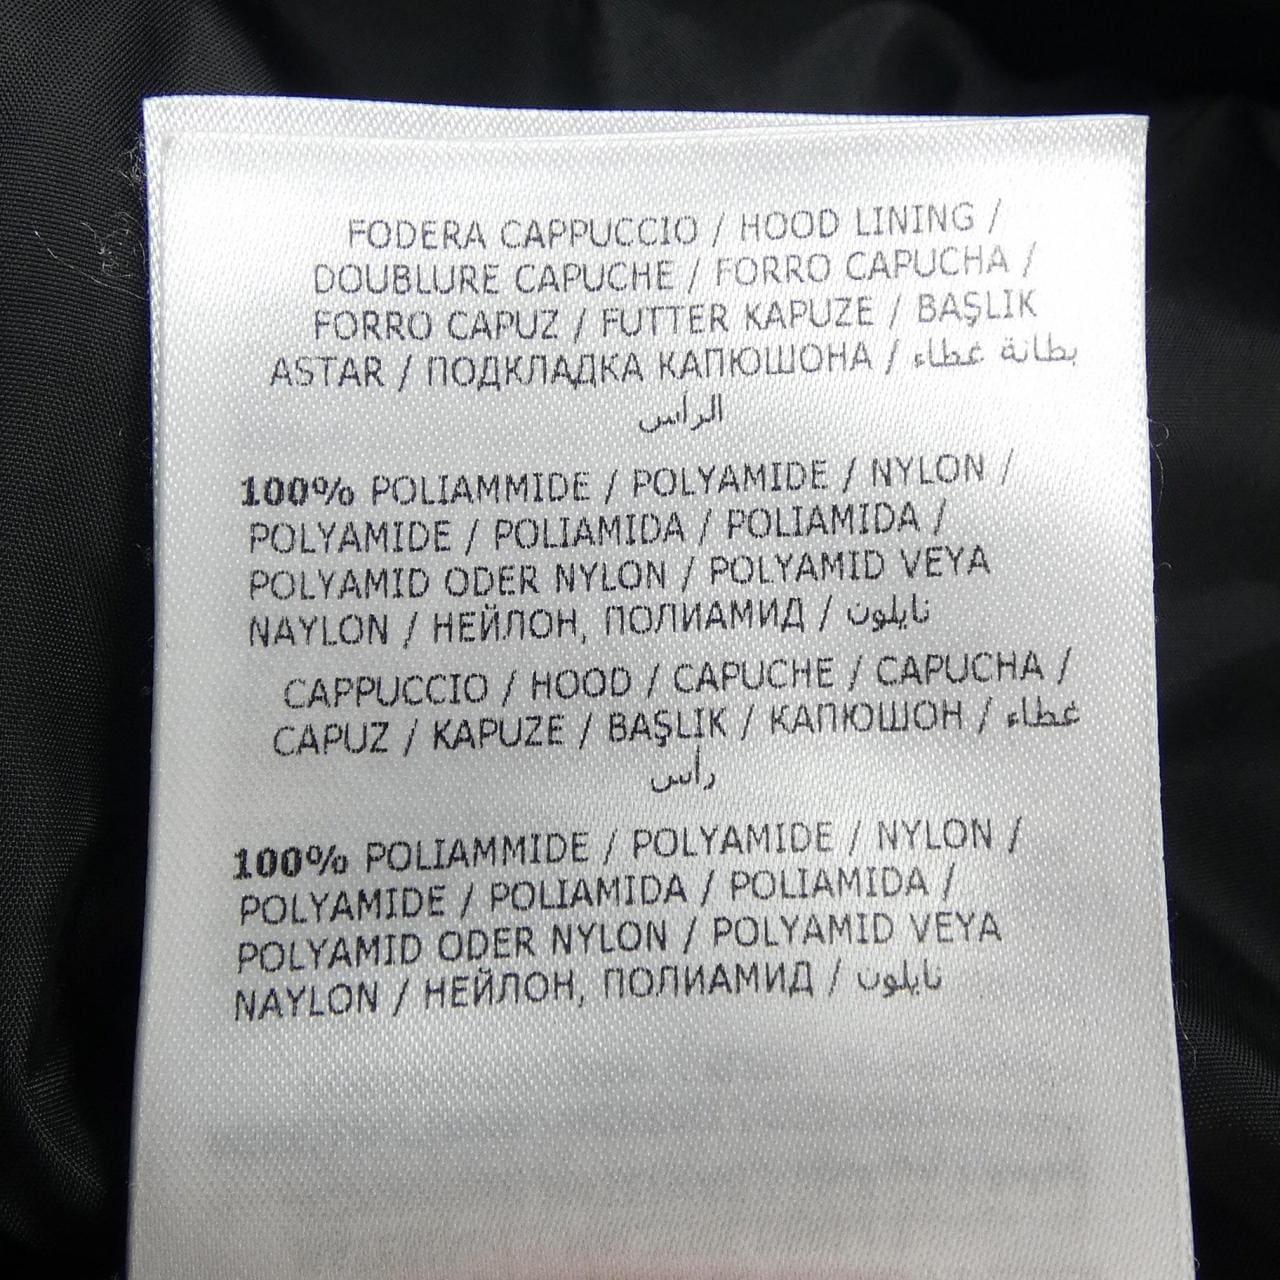 FODERA CAPPUCCIO / HOOD LINING /
DOUBLURE CAPUCHE / FORRO CAPUCHA /
FORRO CAPUZ / FUTTER KAPUZE / BAŞLIK
ASTAR / ПОДКЛАДКА КАПЮШОНА / بطانة غطاء
الرأس
100% POLIAMMIDE / POLYAMIDE / NYLON /
POLYAMIDE / POLIAMIDA / POLIAMIDA /
POLYAMID ODER NYLON / POLYAMID VEYA
NAYLON / НЕЙЛОН, ПОЛИАМИД / نايلون
CAPPUCCIO / HOOD / CAPUCHE / CAPUCHA /
CAPUZ / KAPUZE / BAŞLIK / КАПЮШОН / غطاء
رأس
100% POLIAMMIDE / POLYAMIDE / NYLON /
POLYAMIDE / POLIAMIDA / POLIAMIDA /
POLYAMID ODER NYLON / POLYAMID VEYA
NAYLON / НЕЙЛОН, ПОЛИАМИД / نايلون